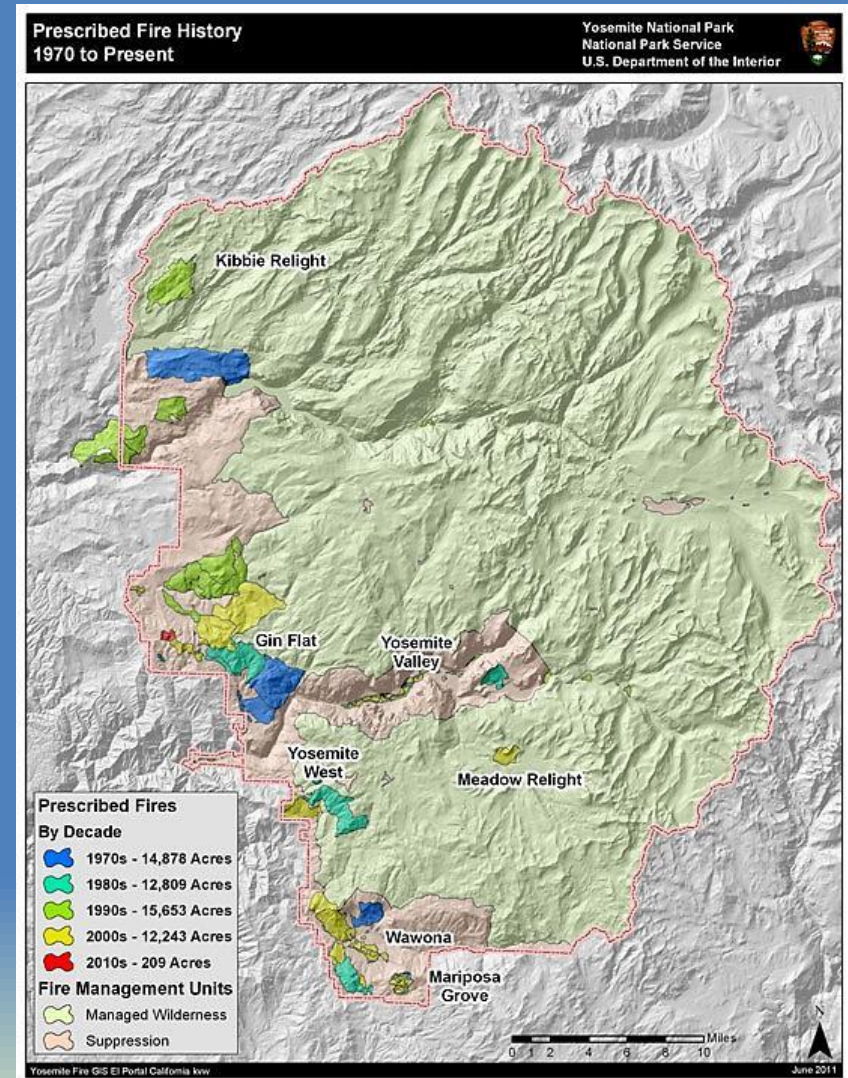 Prescribed Fire History
1970 to Present
Yosemite National Park
National Park Service
U.S. Department of the Interior
Kibbie Relight
Gin Flat
Yosemite
Valley
Yosemite
West
Meadow Relight
Wawona
Mariposa
Grove
Prescribed Fires
By Decade
1970s - 14,878 Acres
1980s - 12,809 Acres
1990s - 15,653 Acres
2000s - 12,243 Acres
2010s - 209 Acres
Fire Management Units
Managed Wilderness
Suppression
Miles
0 1 2 4 6 8 10
N
Yosemite Fire GIS El Portal California kvw
June 2011